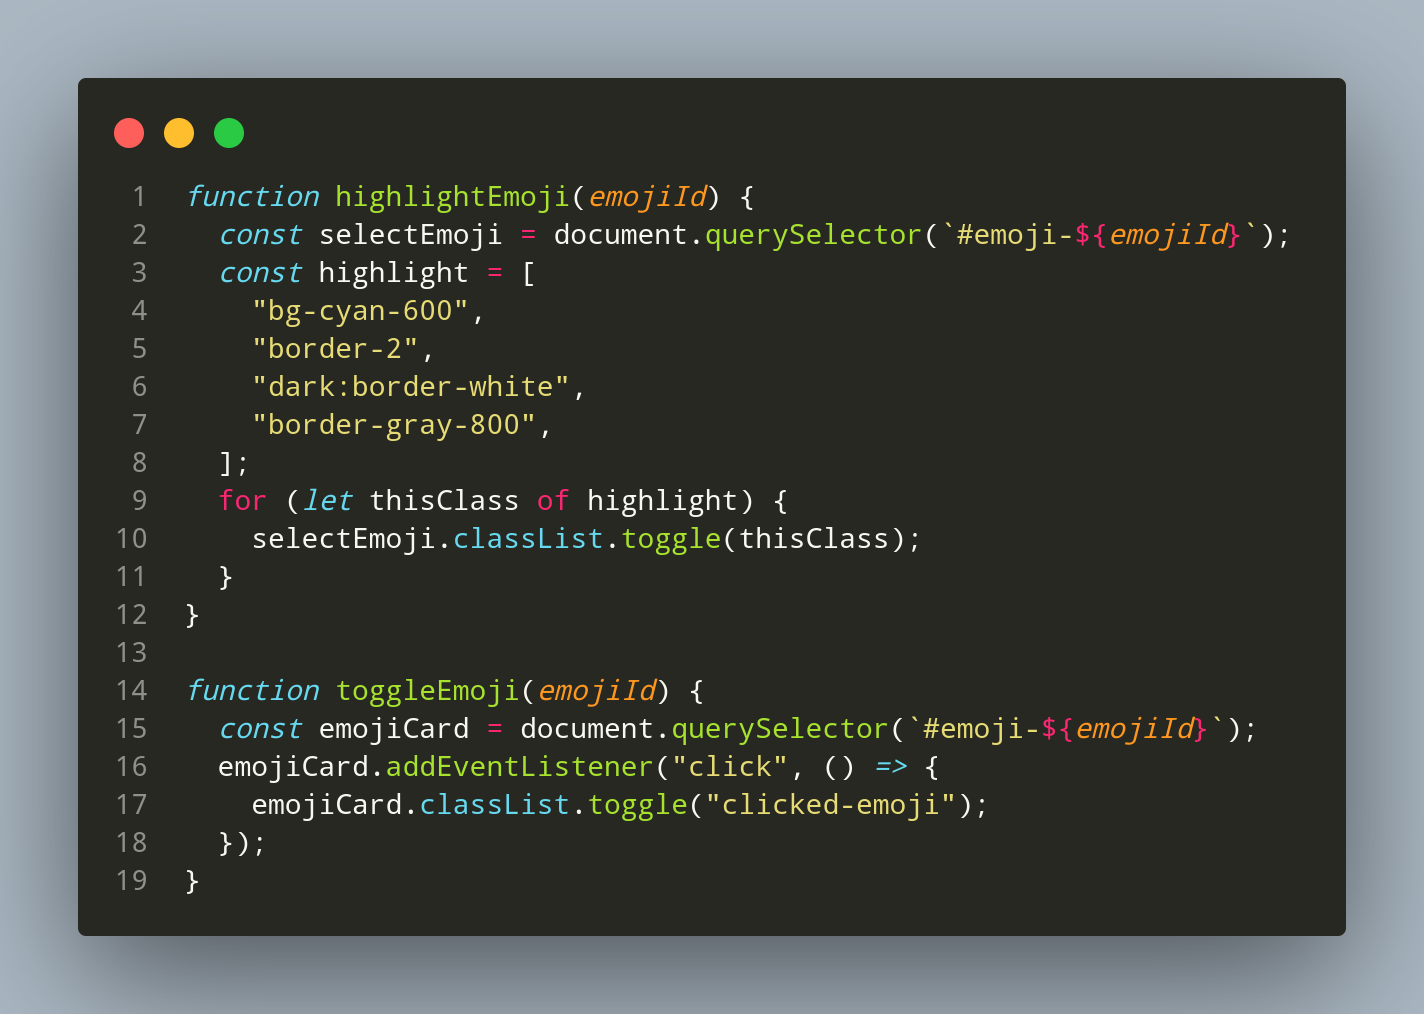 1 function highlightEmoji(emojiId) {
2   const selectEmoji = document.querySelector(`#emoji-${emojiId}`);
3   const highlight = [
4     "bg-cyan-600",
5     "border-2",
6     "dark:border-white",
7     "border-gray-800",
8   ];
9   for (let thisClass of highlight) {
10     selectEmoji.classList.toggle(thisClass);
11   }
12 }
13
14 function toggleEmoji(emojiId) {
15   const emojiCard = document.querySelector(`#emoji-${emojiId}`);
16   emojiCard.addEventListener("click", () => {
17     emojiCard.classList.toggle("clicked-emoji");
18   });
19 }